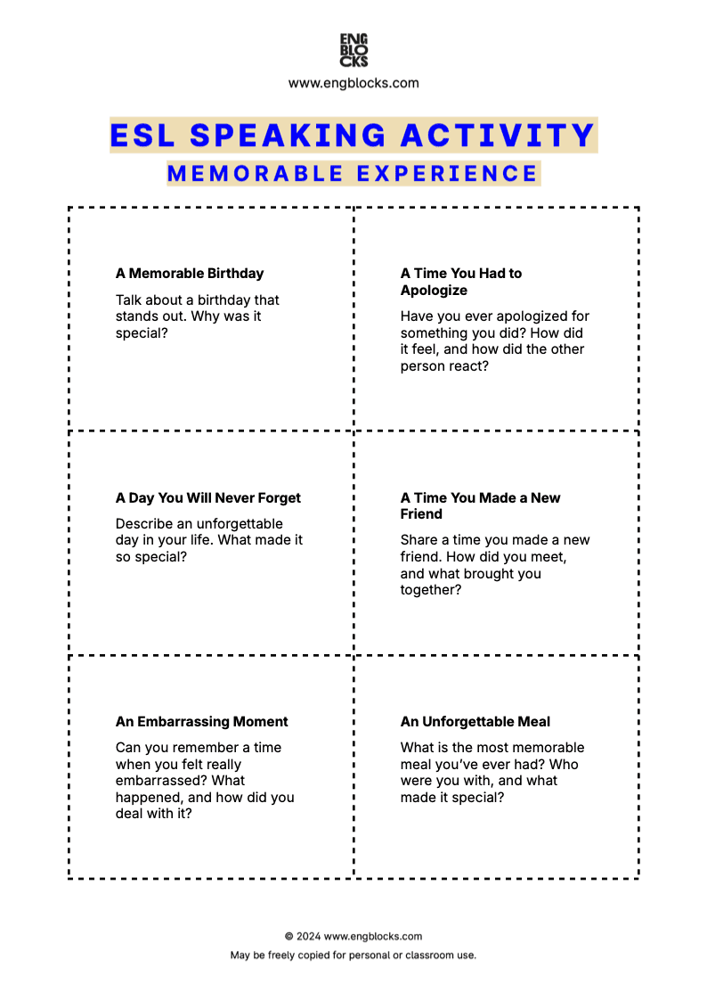 ENG
BLO
CKS
www.engblocks.com
ESL SPEAKING ACTIVITY
MEMORABLE EXPERIENCE
A Memorable Birthday
Talk about a birthday that
stands out. Why was it
special?
A Time You Had to
Apologize
Have you ever apologized for
something you did? How did
it feel, and how did the other
person react?
A Day You Will Never Forget
Describe an unforgettable
day in your life. What made it
so special?
A Time You Made a New
Friend
Share a time you made a new
friend. How did you meet,
and what brought you
together?
An Embarrassing Moment
Can you remember a time
when you felt really
embarrassed? What
happened, and how did you
deal with it?
An Unforgettable Meal
What is the most memorable
meal you’ve ever had? Who
were you with, and what
made it special?
© 2024 www.engblocks.com
May be freely copied for personal or classroom use.